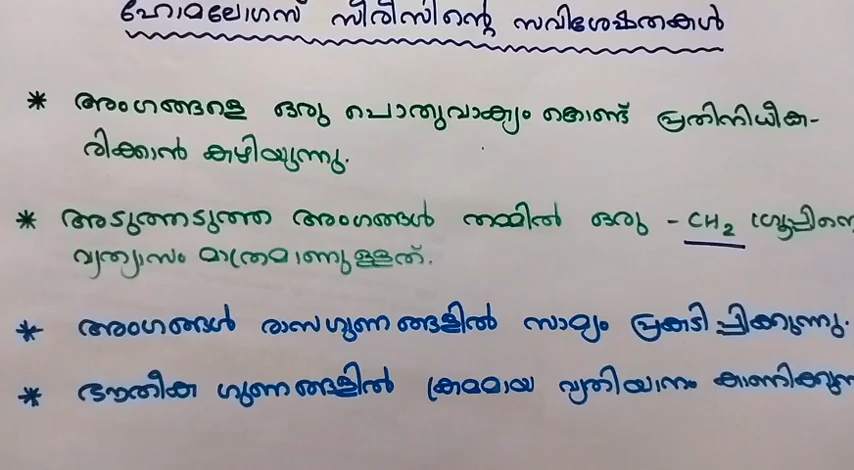 ഹോമലോഗസ് സീരീസിന്റെ സവിശേഷതകൾ
* അംഗങ്ങളെ ഒരു പൊതുവാക്യം കൊണ്ട് പ്രതിനിധീക-
രിക്കാൻ കഴിയുന്നു.
* അടുത്തടുത്ത അംഗങ്ങൾ തമ്മിൽ ഒരു -CH₂ ഗ്രൂപ്പിന്റെ
വ്യത്യാസം മാത്രമാണുള്ളത്.
* അംഗങ്ങൾ രാസഗുണങ്ങളിൽ സാമ്യം പ്രകടിപ്പിക്കുന്നു.
* ഭൗതിക ഗുണങ്ങളിൽ ക്രമമായ വ്യതിയാനം